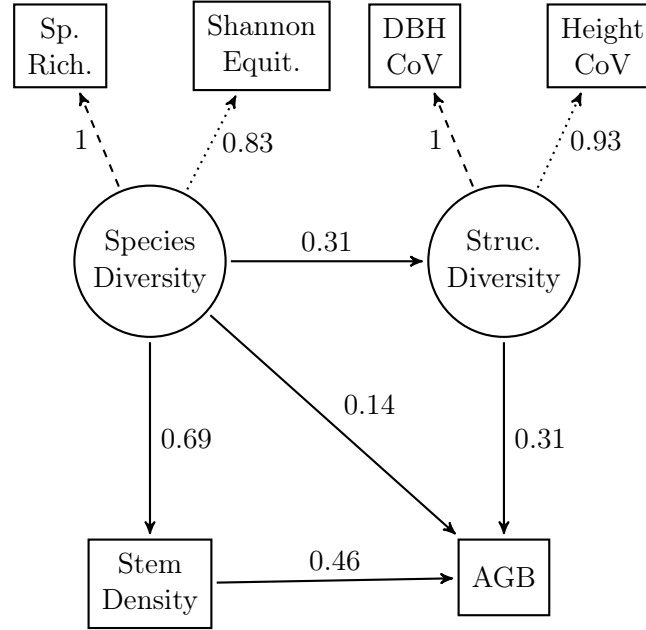 Sp.
Rich.
Shannon
Equit.
DBH
CoV
Height
CoV
1
0.83
1
0.93
Species
Diversity
0.31
Struc.
Diversity
0.14
0.69
0.31
Stem
Density
0.46
AGB